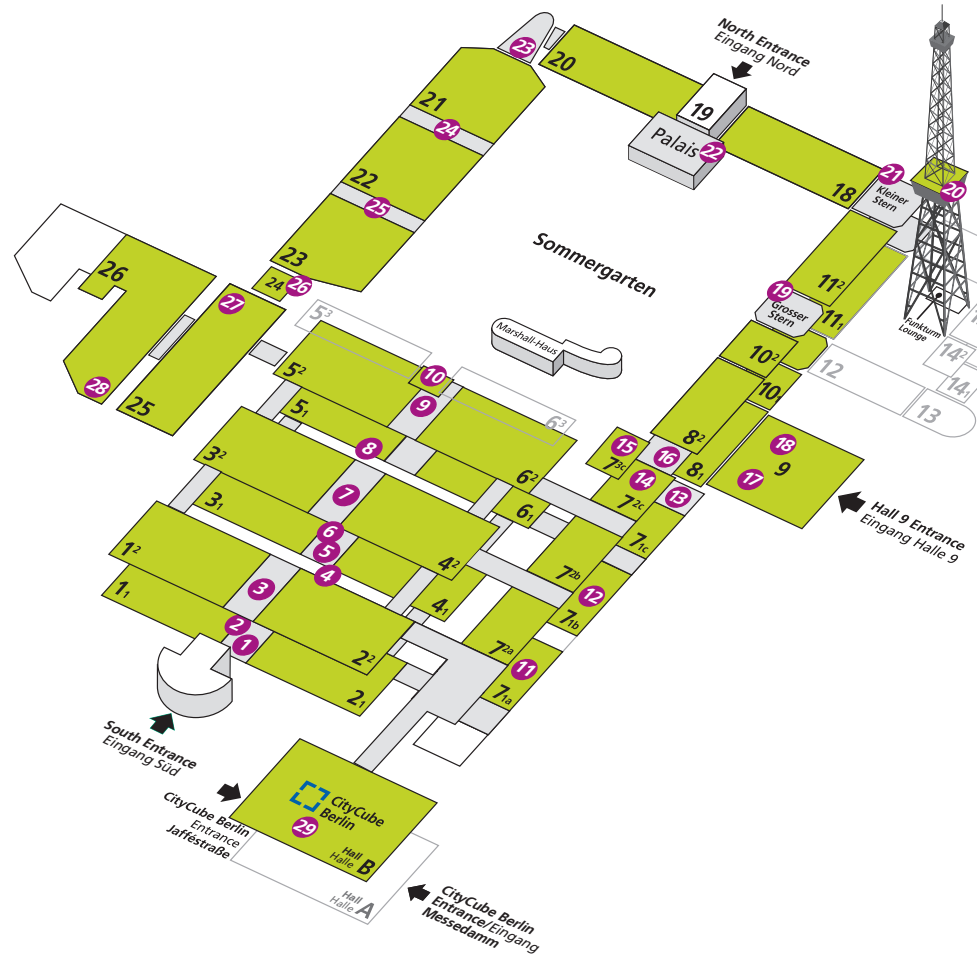 North Entrance
Eingang Nord
23
20
19
21
24
Palais
22
18
21
Kleiner
Stern
20
22
25
Sommergarten
26
23
24
26
27
19
Grosser
Stern
11²
11₁
Funkturm
Lounge
5³
Marshall-Haus
10²
12
14²
14₁
13
28
25
5²
10
10₁
9
6³
5₁
8
8²
18
9
17
15
7³ᶜ
16
8₁
14
7²ᶜ
13
Hall 9 Entrance
Eingang Halle 9
3²
7
6²
6₁
7₁c
3₁
6
5
4²
7²ᵇ
12
7₁b
1²
4
3
4₁
1₁
2
1
2²
7²ᵃ
11
7₁a
2₁
South Entrance
Eingang Süd
CityCube Berlin
Entrance
Jafféstraße
CityCube
Berlin
29
Hall
Halle B
Hall
Halle A
CityCube Berlin
Entrance/Eingang
Messedamm